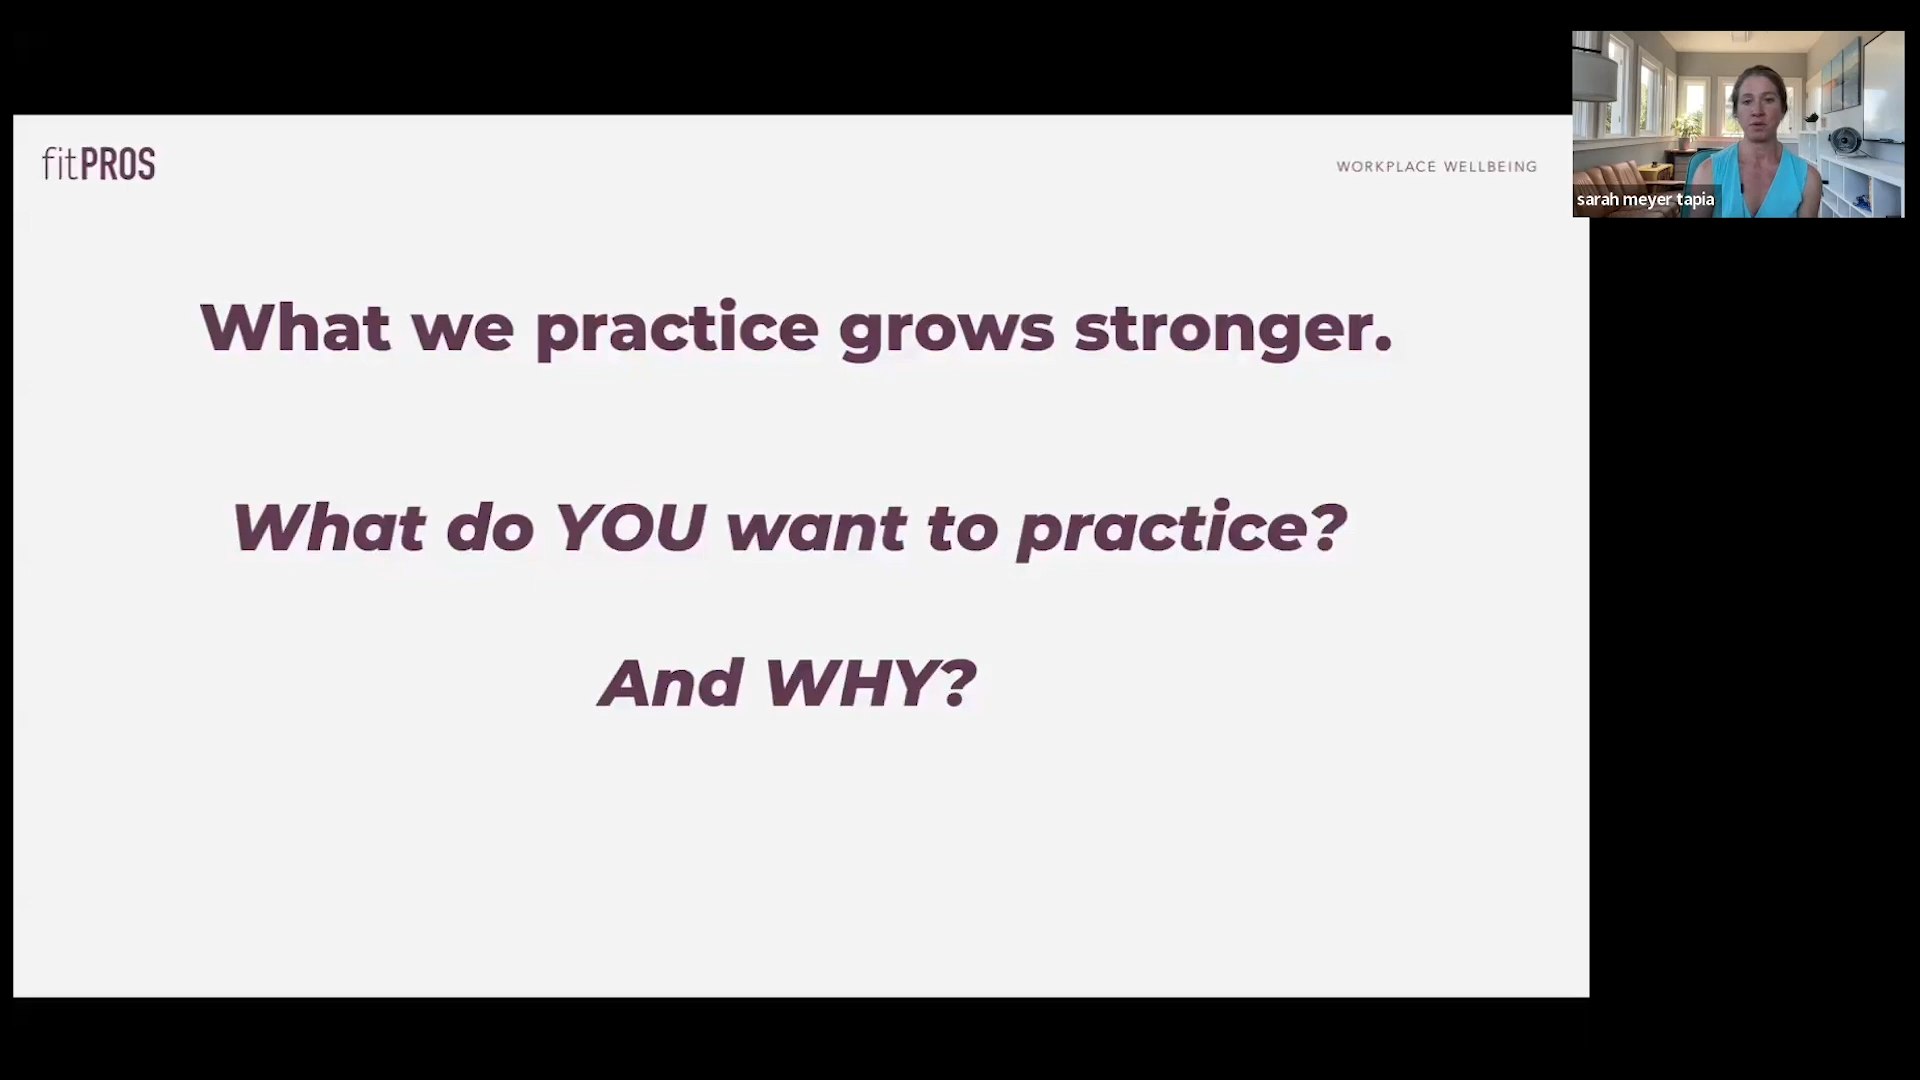 fitPROS
WORKPLACE WELLBEING
sarah meyer tapia
What we practice grows stronger.
What do YOU want to practice?
And WHY?